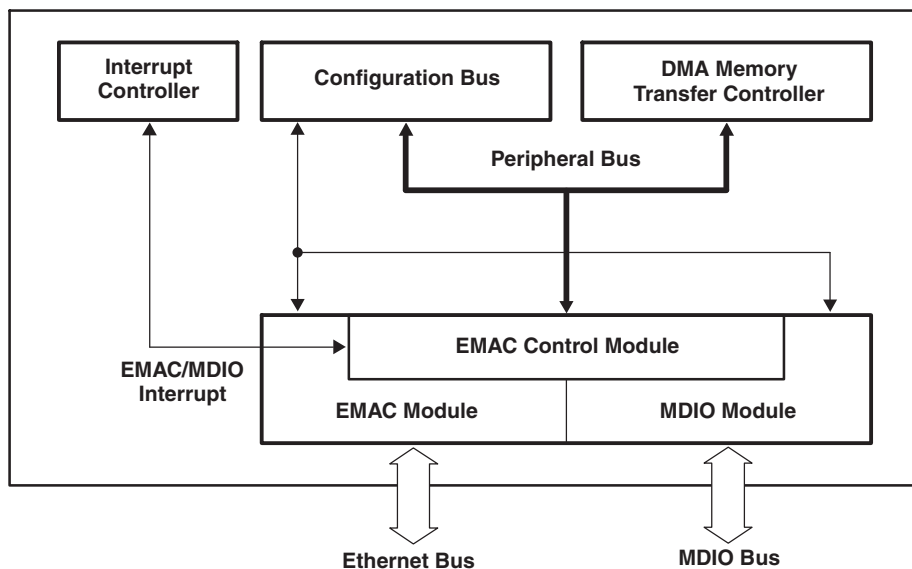 Interrupt
Controller
Configuration Bus
DMA Memory
Transfer Controller
Peripheral Bus
EMAC Control Module
EMAC/MDIO
Interrupt
EMAC Module
MDIO Module
Ethernet Bus
MDIO Bus